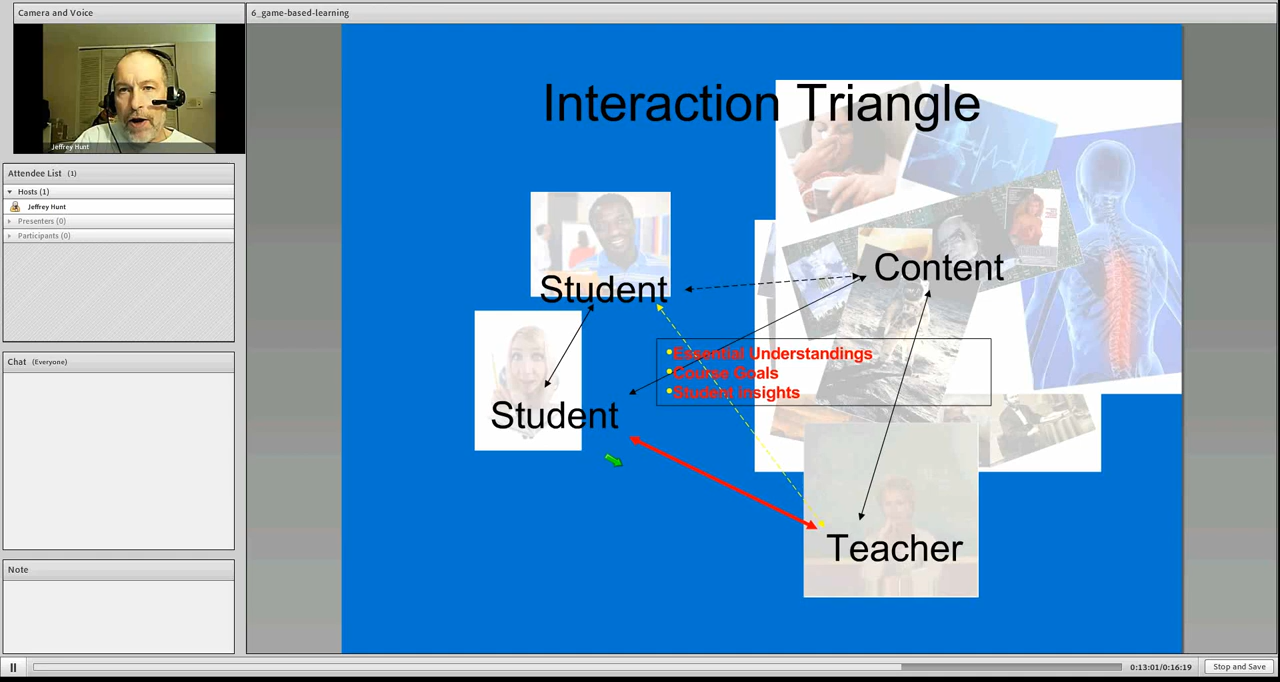 Camera and Voice
6_game-based-learning
Jeffrey Hunt
Attendee List (1)
Hosts (1)
Jeffrey Hunt
Presenters (0)
Participants (0)
Chat (Everyone)
Note
Interaction Triangle
Student
Content
•Essential Understandings
•Course Goals
•Student insights
Student
Teacher
0:13:01/0:16:19
Stop and Save